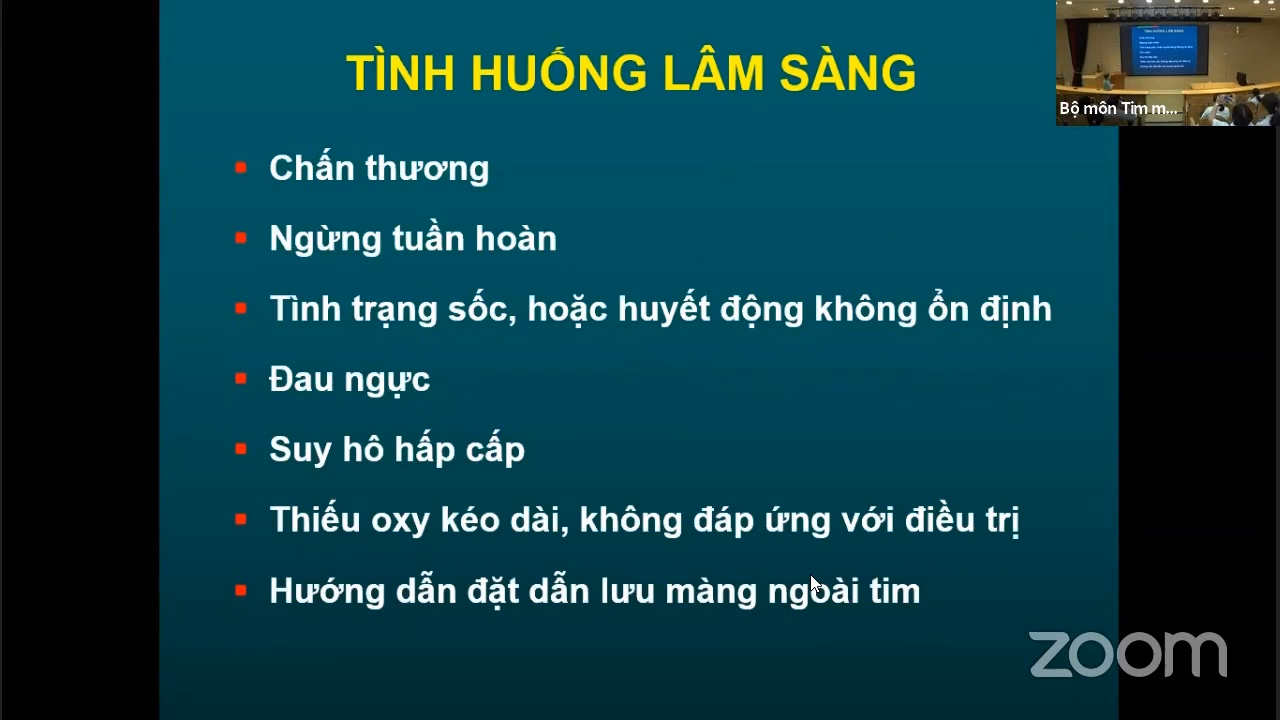 TÌNH HUỐNG LÂM SÀNG
Bộ môn Tim m...
Chấn thương
Ngừng tuần hoàn
Tình trạng sốc, hoặc huyết động không ổn định
Đau ngực
Suy hô hấp cấp
Thiếu oxy kéo dài, không đáp ứng với điều trị
Hướng dẫn đặt dẫn lưu màng ngoài tim
zoom